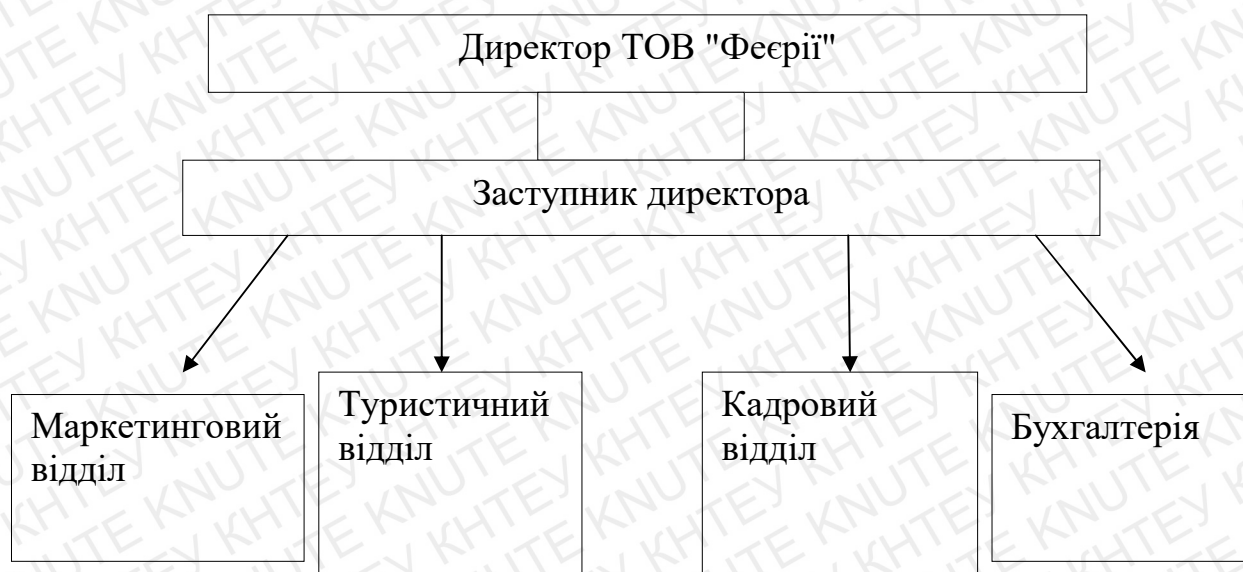 Директор ТОВ "Феєрії"
Заступник директора
Маркетинговий
відділ
Туристичний
відділ
Кадровий
відділ
Бухгалтерія